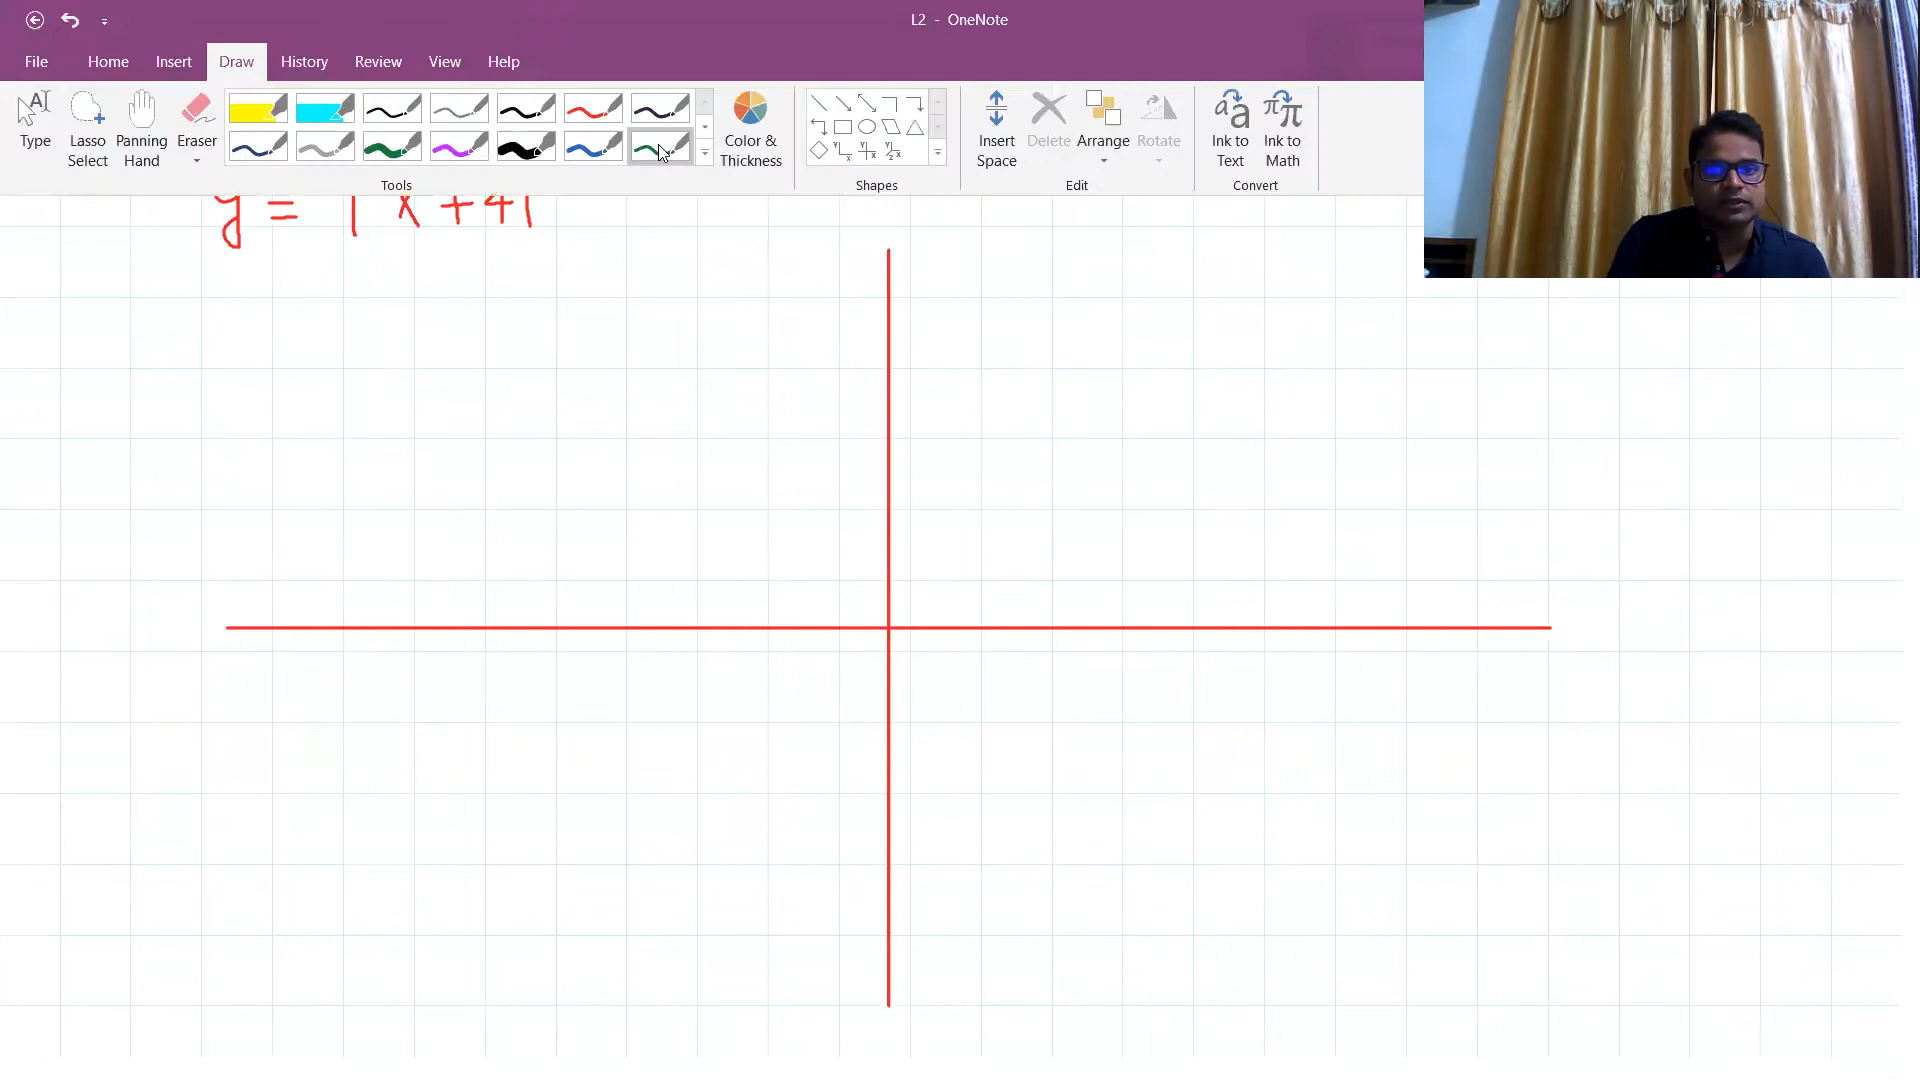 L2 - OneNote
File Home Insert Draw History Review View Help
Type
Lasso Select
Panning Hand
Eraser
Color & Thickness
Insert Space
Delete
Arrange
Rotate
Ink to Text
Ink to Math
Tools
Shapes
Edit
Convert
y = |x+4|